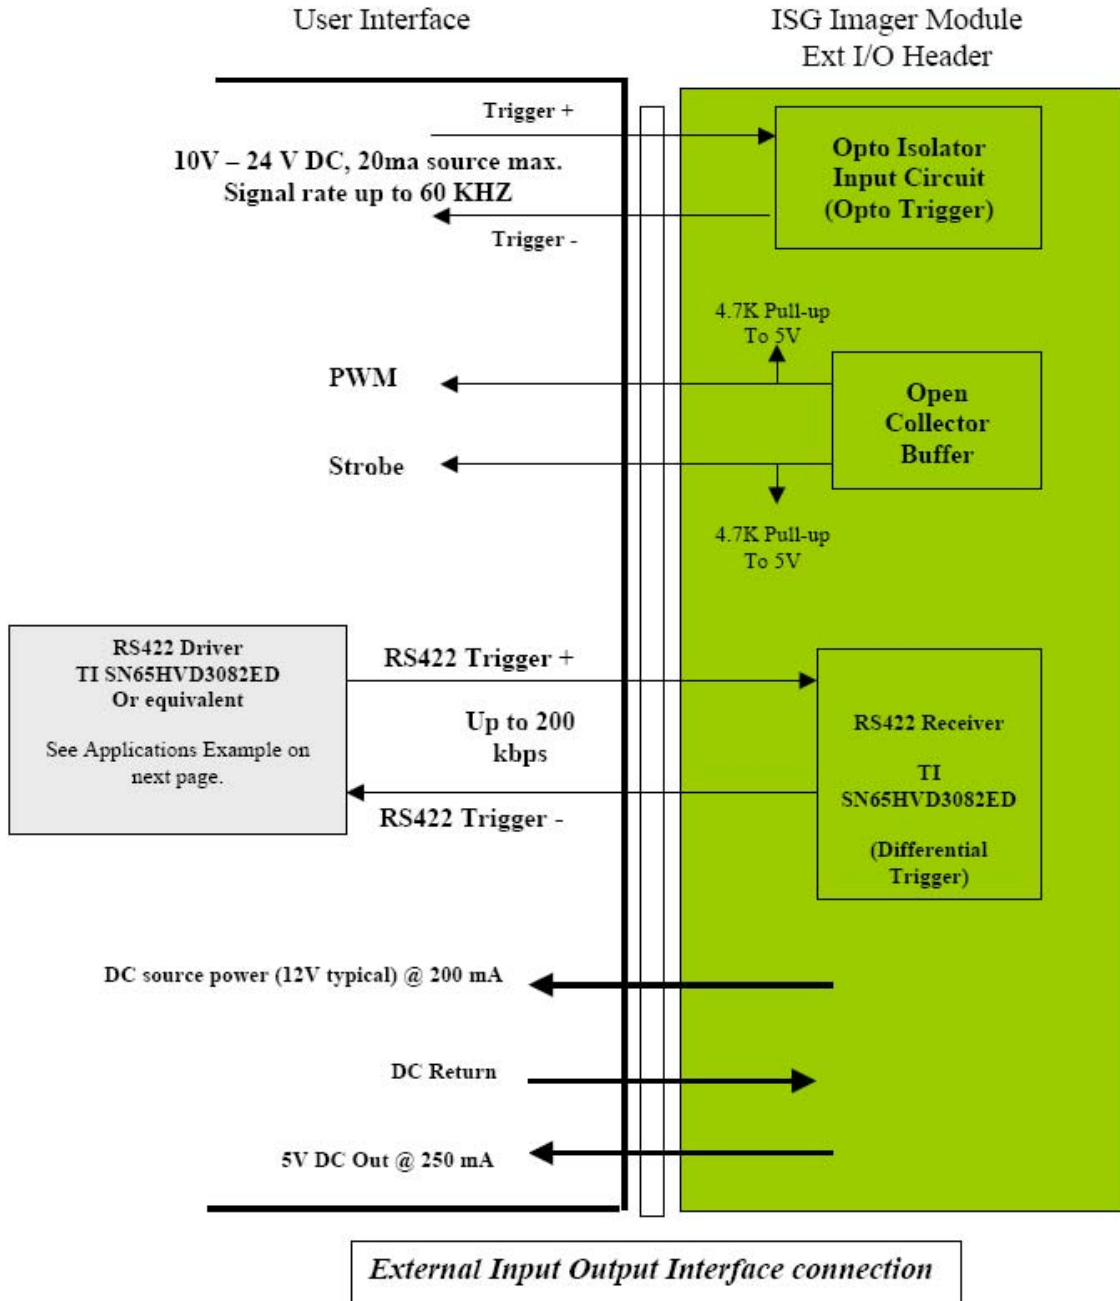 User Interface
ISG Imager Module
Ext I/O Header
Trigger +
10V – 24 V DC, 20ma source max.
Signal rate up to 60 KHZ
Trigger -
Opto Isolator
Input Circuit
(Opto Trigger)
4.7K Pull-up
To 5V
PWM
Strobe
Open
Collector
Buffer
4.7K Pull-up
To 5V
RS422 Driver
TI SN65HVD3082ED
Or equivalent
See Applications Example on
next page.
RS422 Trigger +
Up to 200
kbps
RS422 Trigger -
RS422 Receiver
TI
SN65HVD3082ED
(Differential
Trigger)
DC source power (12V typical) @ 200 mA
DC Return
5V DC Out @ 250 mA
External Input Output Interface connection